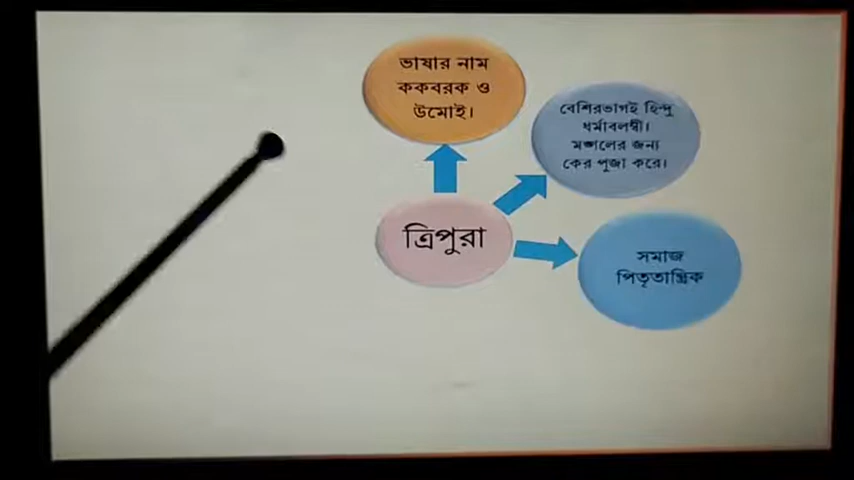 ভাষার নাম
ককবরক ও
উমোই।
বেশিরভাগই হিন্দু
ধর্মাবলম্বী।
মঙ্গলের জন্য
কের পুজা করে।
ত্রিপুরা
সমাজ
পিতৃতান্ত্রিক